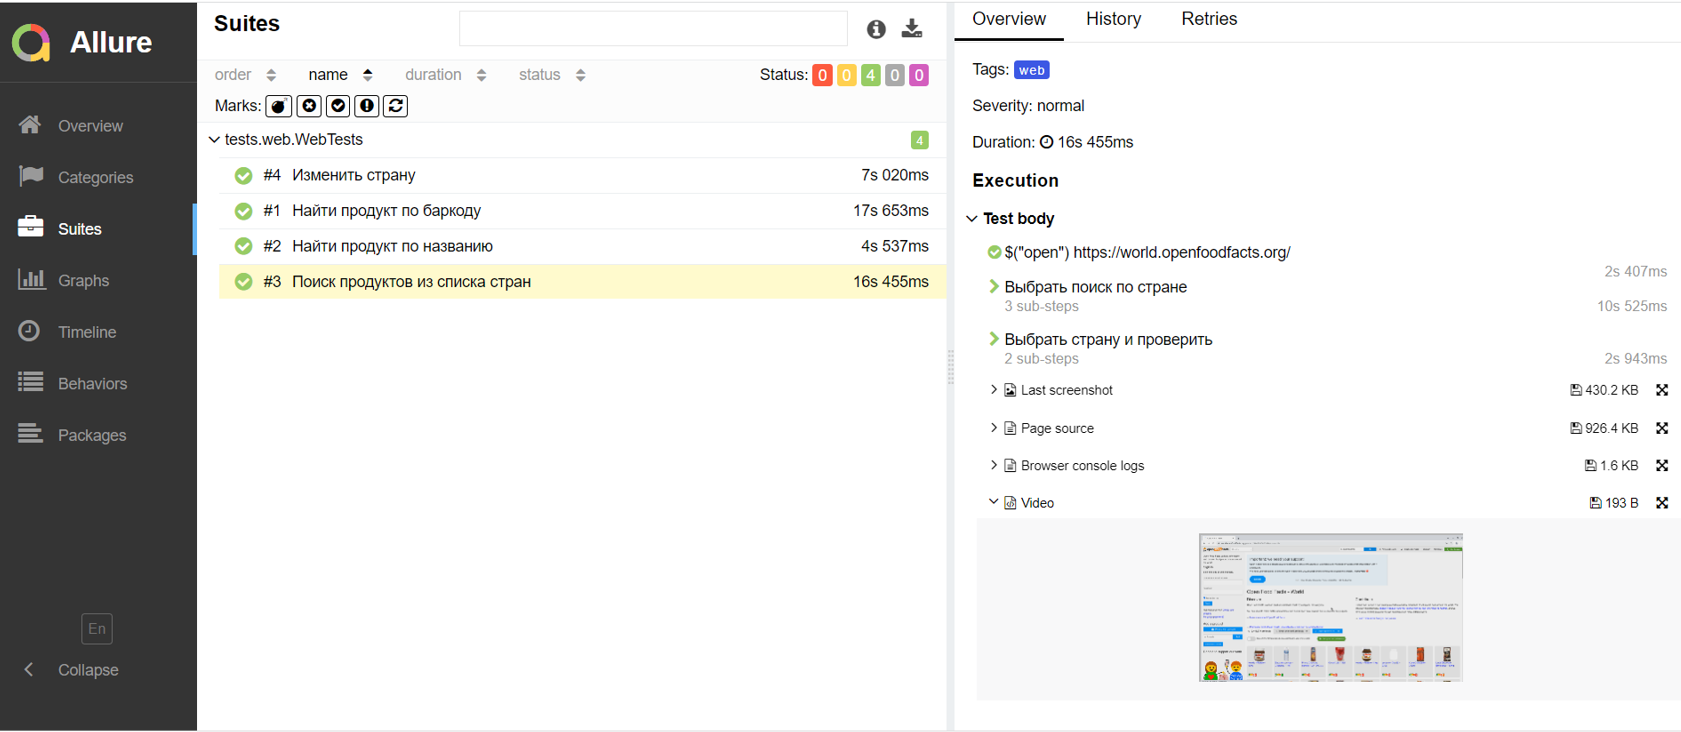 Allure
Overview
Categories
Suites
Graphs
Timeline
Behaviors
Packages
En
Collapse
Suites
order name duration status Status: 0 0 4 0 0
Marks:
tests.web.WebTests 4
#4 Изменить страну 7s 020ms
#1 Найти продукт по баркоду 17s 653ms
#2 Найти продукт по названию 4s 537ms
#3 Поиск продуктов из списка стран 16s 455ms
Overview History Retries
Tags: web
Severity: normal
Duration: 16s 455ms
Execution
Test body
$("open") https://world.openfoodfacts.org/
2s 407ms
Выбрать поиск по стране
3 sub-steps 10s 525ms
Выбрать страну и проверить
2 sub-steps 2s 943ms
Last screenshot 430.2 KB
Page source 926.4 KB
Browser console logs 1.6 KB
Video 193 B